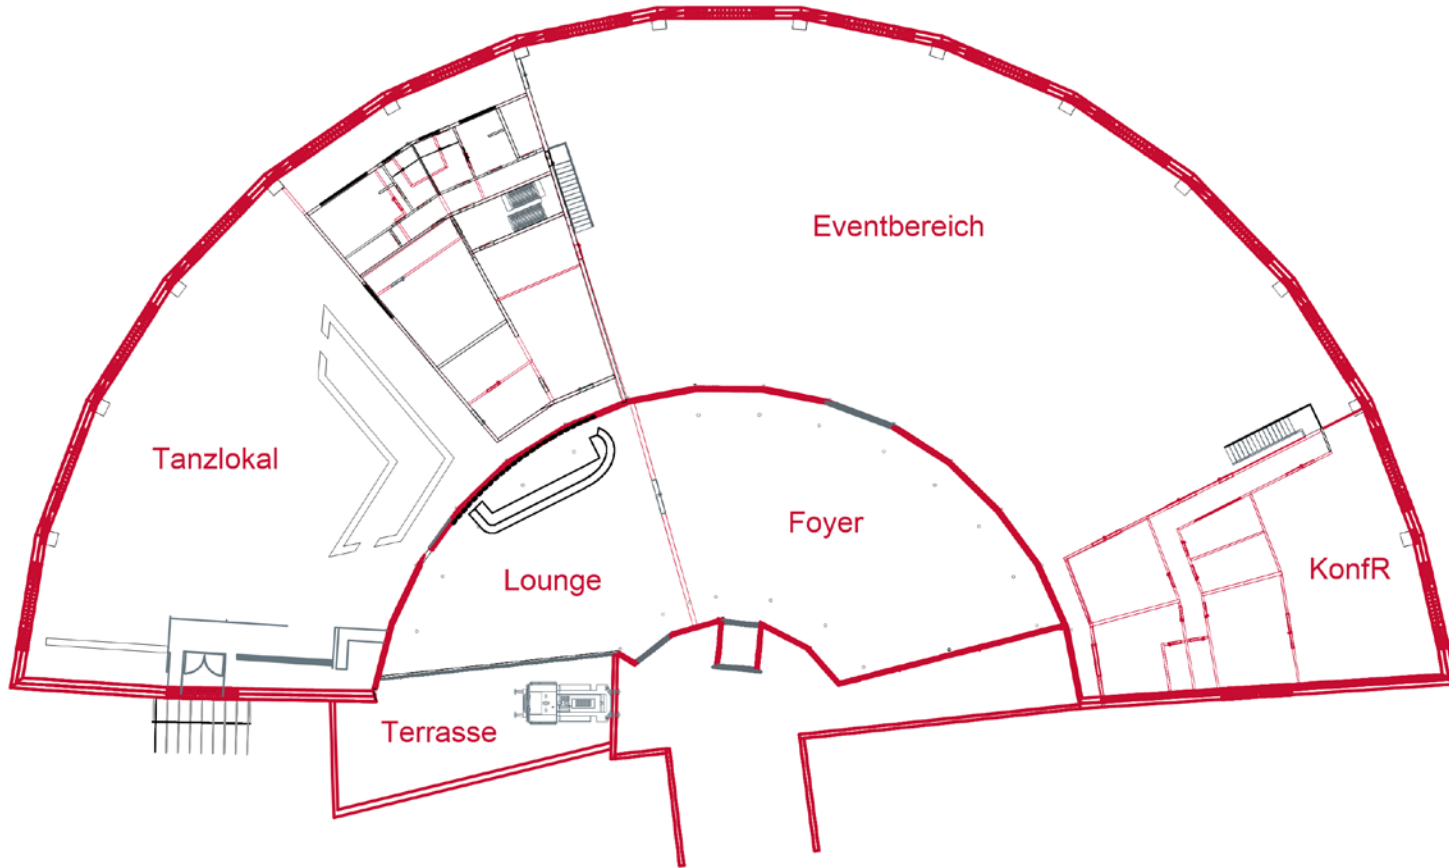 Eventbereich
Tanzlokal
Foyer
Lounge
KonfR
Terrasse